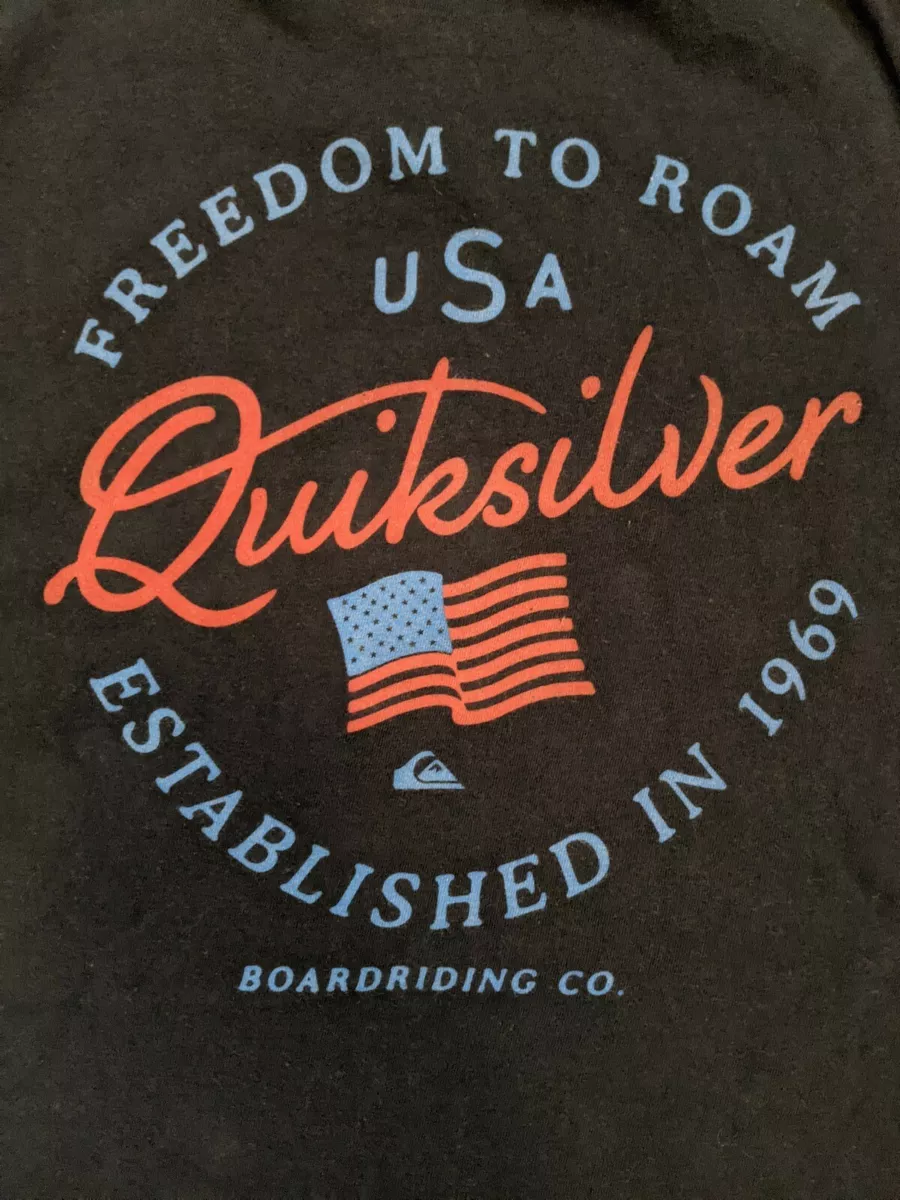 FREEDOM TO ROAM
USA
Quiksilver
ESTABLISHED IN 1969
BOARDRIDING CO.